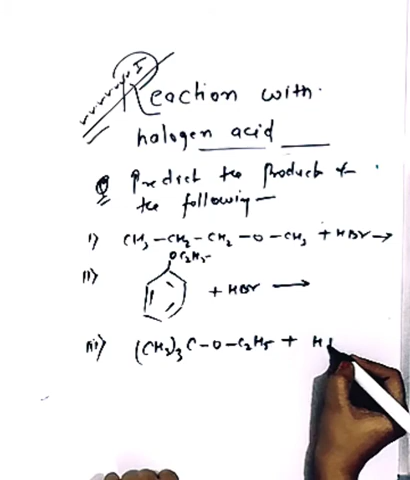 Reaction with
halogen acid
Q Predict the product of
the following —
i) CH3 – CH2 – CH2 – O – CH3 + HBr →
OC2H5
ii) + HBr →
iii) (CH3)3 C – O – C2H5 + H